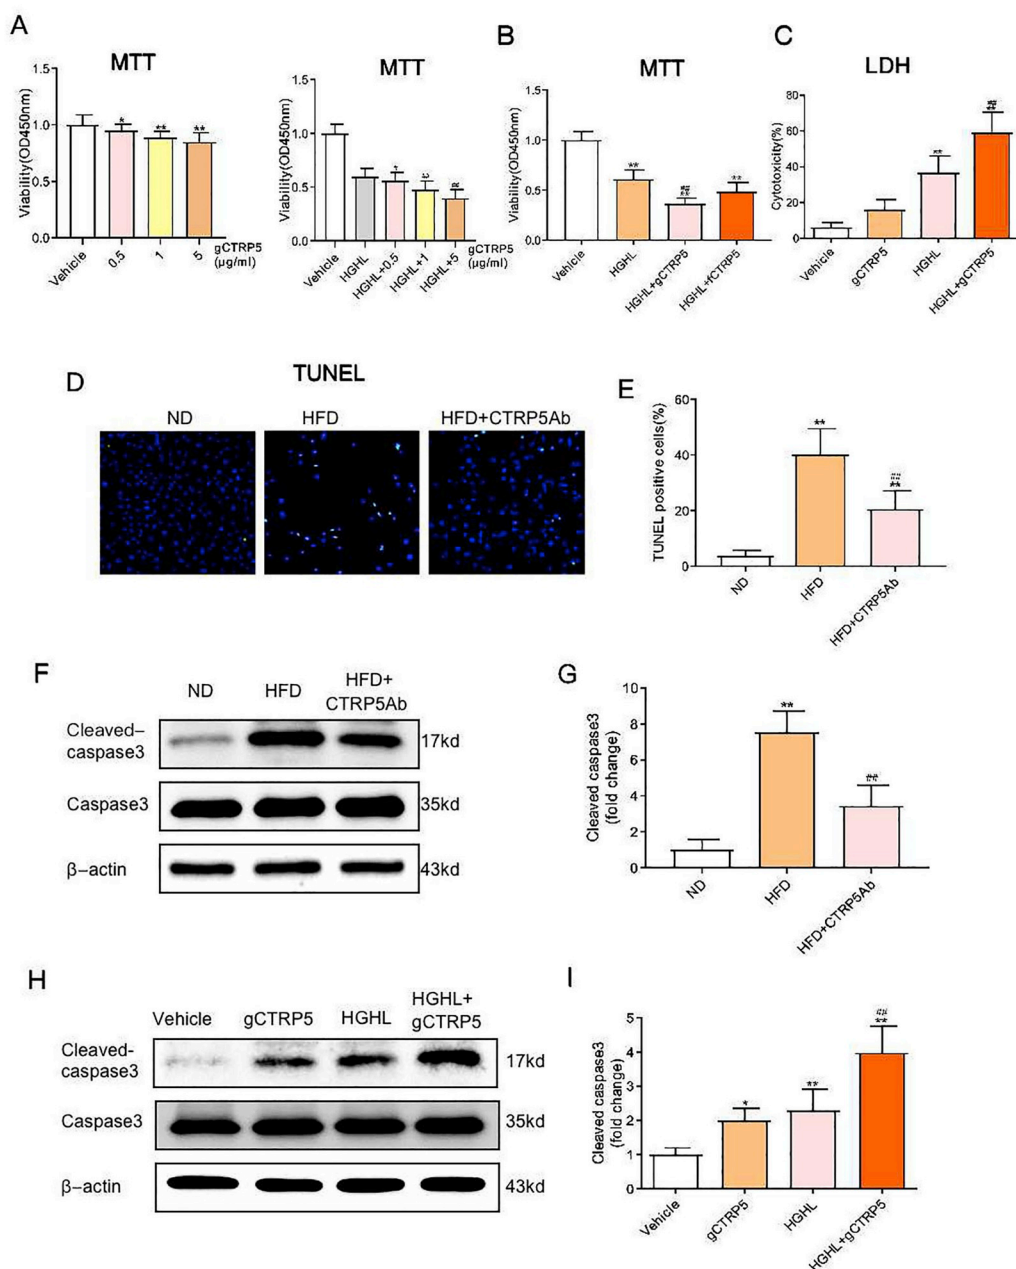 A
MTT
Viability(OD450nm)
1.5
1.0
0.5
0.0
*
**
**
Vehicle
0.5
1
5
gCTRP5
(µg/ml)
MTT
Viability(OD450nm)
1.5
1.0
0.5
0.0
Vehicle
HGHL
HGHL+0.5
HGHL+1
HGHL+5
gCTRP5
(µg/ml)
B
MTT
Viability(OD450nm)
1.5
1.0
0.5
0.0
**
##
**
**
Vehicle
HGHL
HGHL+gCTRP5
HGHL+fCTRP5
C
LDH
Cytotoxicity(%)
80
60
40
20
0
**
##
**
Vehicle
gCTRP5
HGHL
HGHL+gCTRP5
D
TUNEL
ND
HFD
HFD+CTRP5Ab
E
TUNEL positive cells(%)
60
40
20
0
**
##
**
ND
HFD
HFD+CTRP5Ab
F
ND
HFD
HFD+
CTRP5Ab
Cleaved–
caspase3
17kd
Caspase3
35kd
β–actin
43kd
G
Cleaved caspase3
(fold change)
10
8
6
4
2
0
**
##
ND
HFD
HFD+CTRP5Ab
H
Vehicle
gCTRP5
HGHL
HGHL+
gCTRP5
Cleaved-
caspase3
17kd
Caspase3
35kd
β–actin
43kd
I
Cleaved caspase3
(fold change)
5
4
3
2
1
0
*
**
##
**
Vehicle
gCTRP5
HGHL
HGHL+gCTRP5